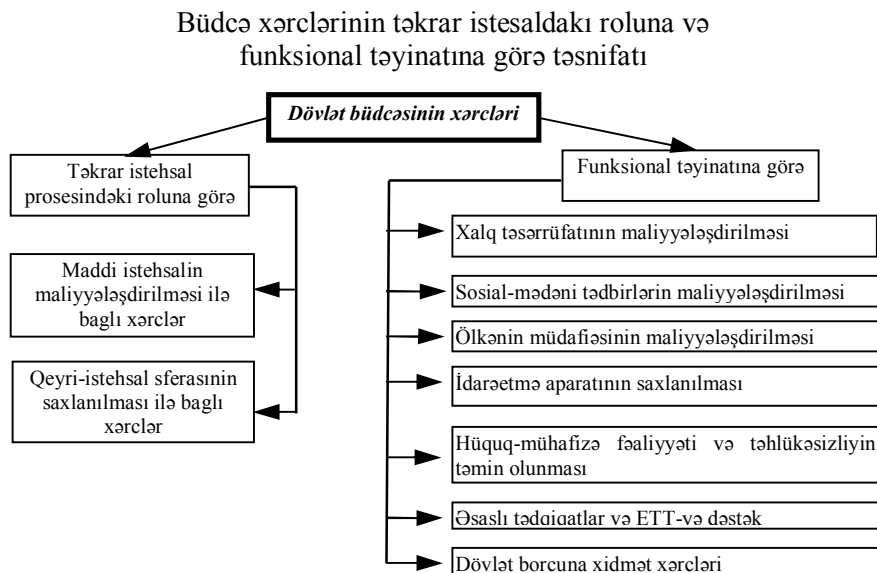 Büdcə xərclərinin təkrar istesaldakı roluna və
funksional təyinatına görə təsnifatı
Dövlət büdcəsinin xərcləri
Təkrar istehsal
prosesindəki roluna görə
Maddi istehsalin
maliyyələşdirilməsi ilə
baglı xərclər
Qeyri-istehsal sferasının
saxlanılması ilə baglı
xərclər
Funksional təyinatına görə
Xalq təsərrüfatının maliyyələşdirilməsi
Sosial-mədəni tədbirlərin maliyyələşdirilməsi
Ölkənin müdafiəsinin maliyyələşdirilməsi
İdarəetmə aparatının saxlanılması
Hüquq-mühafizə fəaliyyəti və təhlükəsizliyin
təmin olunması
Əsaslı tədqiqatlar və ETT-və dəstək
Dövlət borcuna xidmət xərcləri